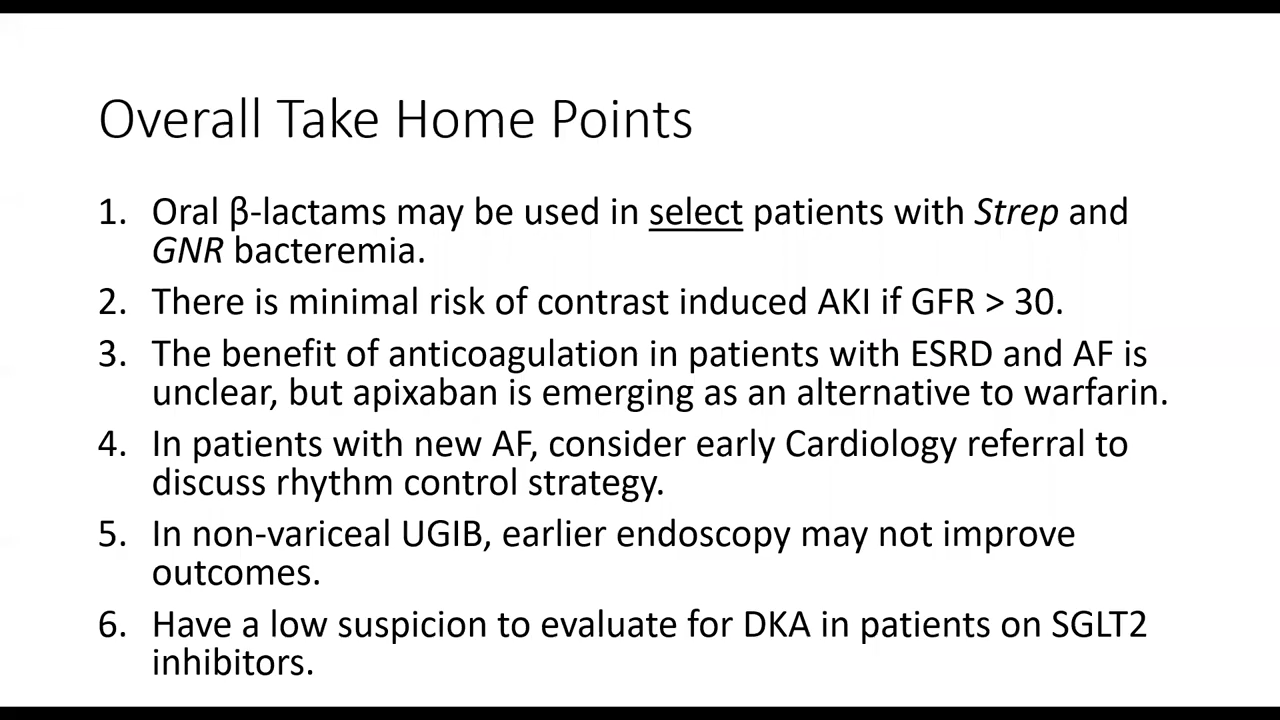 Overall Take Home Points
1. Oral β-lactams may be used in select patients with Strep and
GNR bacteremia.
2. There is minimal risk of contrast induced AKI if GFR > 30.
3. The benefit of anticoagulation in patients with ESRD and AF is
unclear, but apixaban is emerging as an alternative to warfarin.
4. In patients with new AF, consider early Cardiology referral to
discuss rhythm control strategy.
5. In non-variceal UGIB, earlier endoscopy may not improve
outcomes.
6. Have a low suspicion to evaluate for DKA in patients on SGLT2
inhibitors.